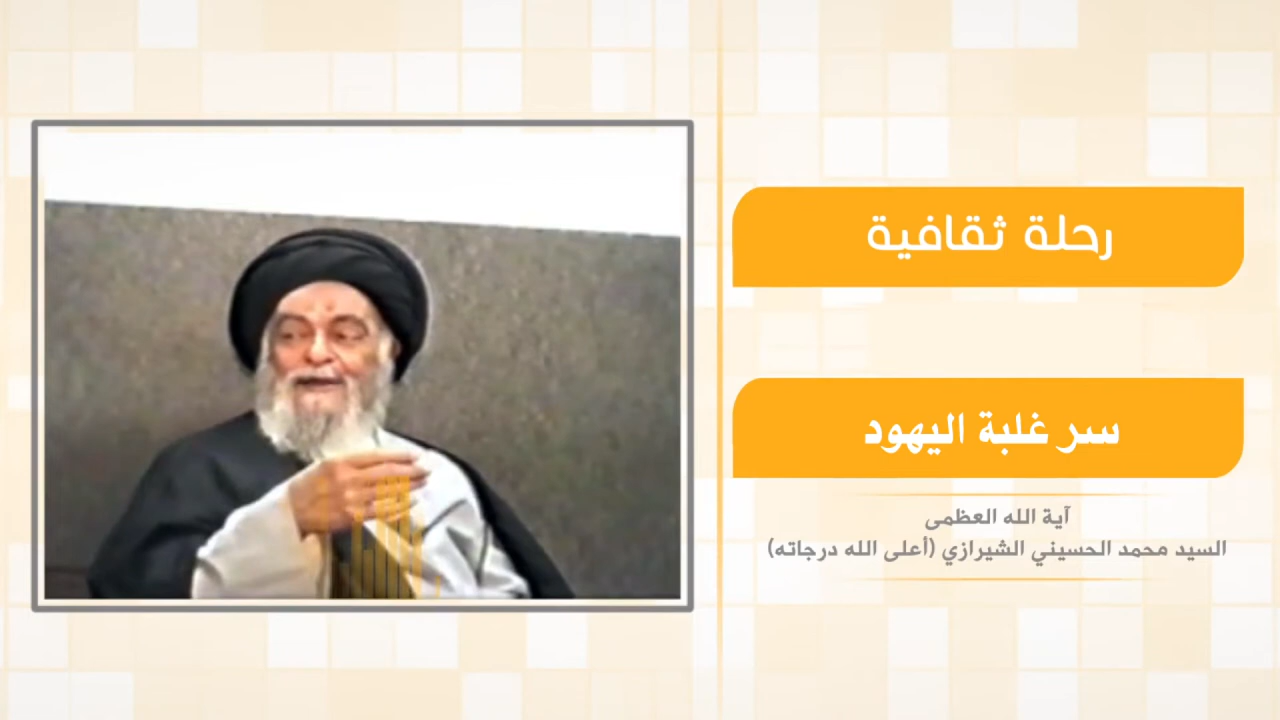 رحلة ثقافية
سر غلبة اليهود
آية الله العظمى
السيد محمد الحسيني الشيرازي (أعلى الله درجاته)